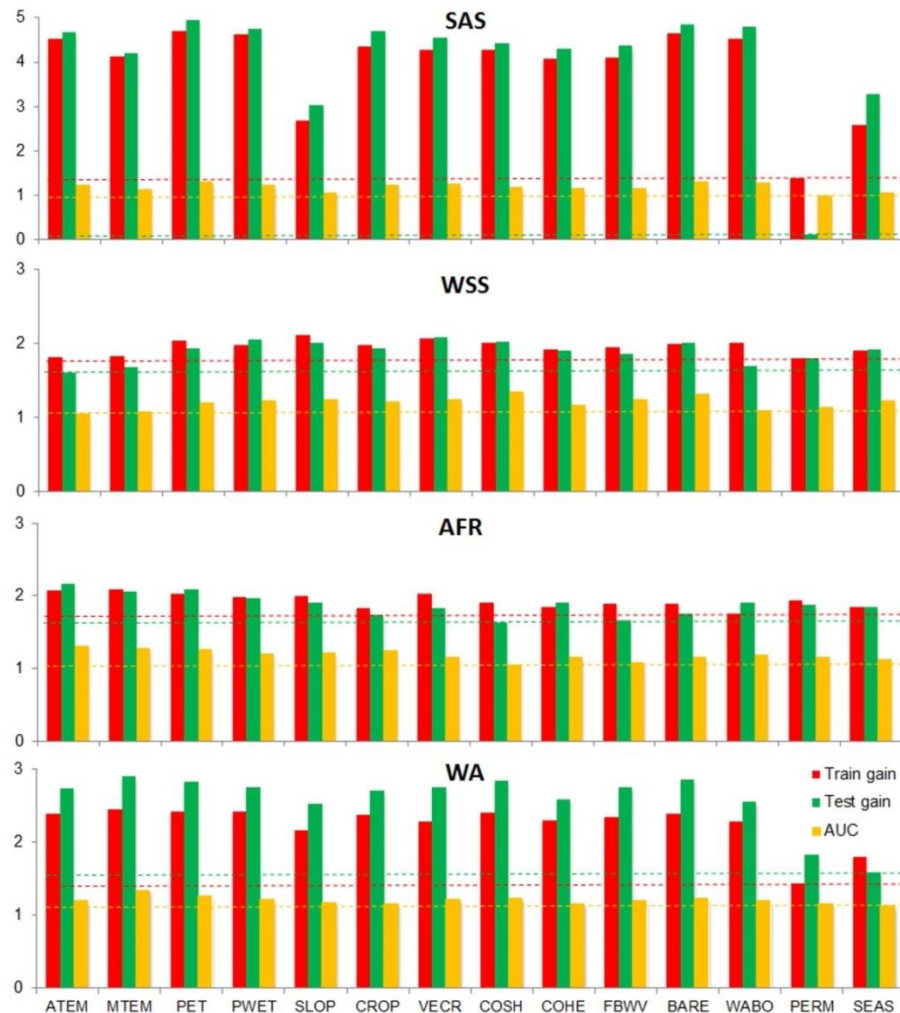 SAS
5
4
3
2
1
0
WSS
3
2
1
0
AFR
3
2
1
0
WA
3
2
1
0
Train gain
Test gain
AUC
ATEM MTEM PET PWET SLOP CROP VECR COSH COHE FBWV BARE WABO PERM SEAS